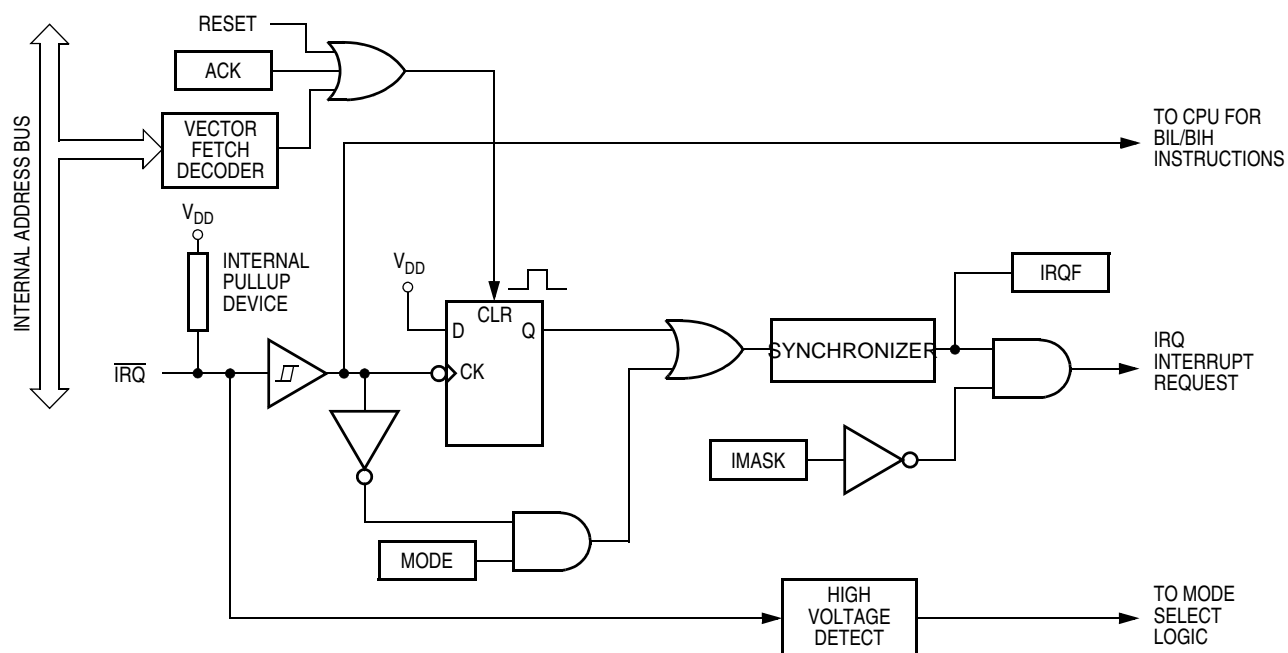 RESET
ACK
VECTOR
FETCH
DECODER
INTERNAL ADDRESS BUS
TO CPU FOR
BIL/BIH
INSTRUCTIONS
VDD
INTERNAL
PULLUP
DEVICE
VDD
CLR
D
Q
CK
IRQ
SYNCHRONIZER
IRQF
IRQ
INTERRUPT
REQUEST
IMASK
MODE
HIGH
VOLTAGE
DETECT
TO MODE
SELECT
LOGIC